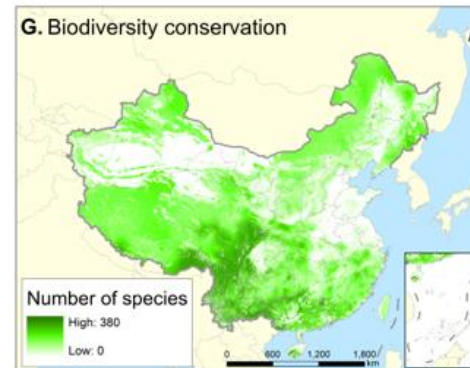 G. Biodiversity conservation
Number of species
High: 380
Low: 0
0 600 1,200 1,800
km